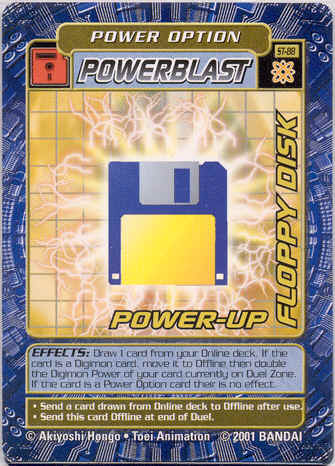 POWER OPTION
POWERBLAST
ST-88
FLOPPY DISK
POWER-UP
EFFECTS: Draw 1 card from your Online deck. If the
card is a Digimon card, move it to Offline then double
the Digimon Power of your card currently on Duel Zone.
If the card is a Power Option card their is no effect.
• Send a card drawn from Online deck to Offline after use.
• Send this card Offline at end of Duel.
© Akiyoshi Hongo • Toei Animation © 2001 BANDAI